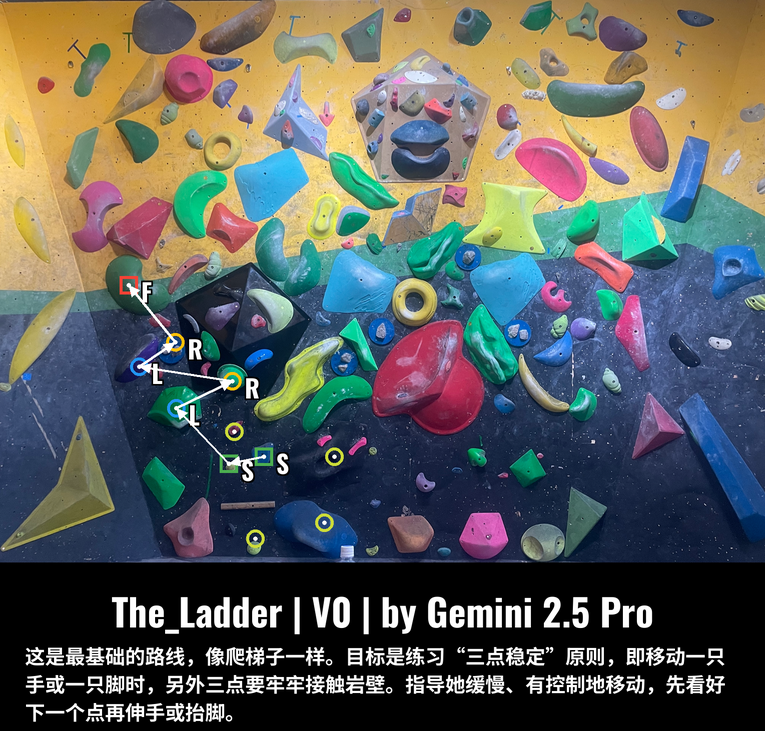 F
R
L
R
L
S
S
The_Ladder | V0 | by Gemini 2.5 Pro
这是最基础的路线，像爬梯子一样。目标是练习“三点稳定”原则，即移动一只
手或一只脚时，另外三点要牢牢接触岩壁。指导她缓慢、有控制地移动，先看好
下一个点再伸手或抬脚。